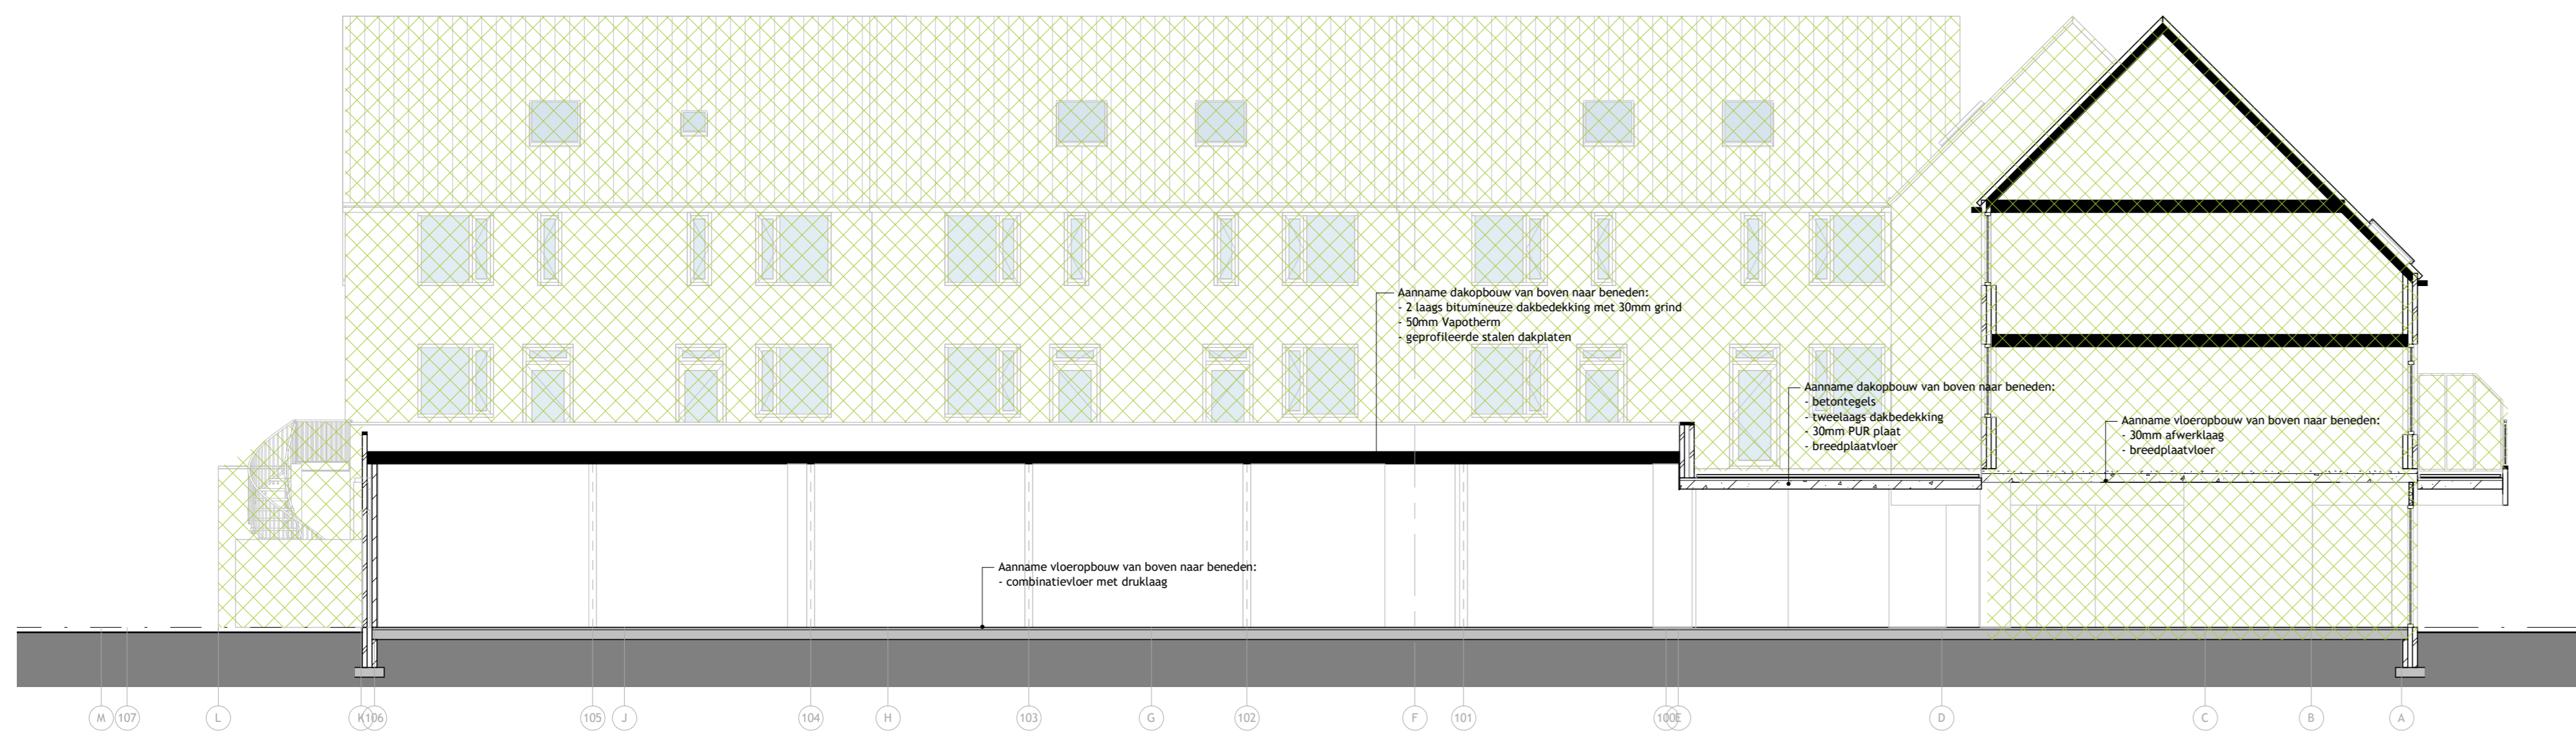 Aanname dakopbouw van boven naar beneden:
- 2 laags bitumineuze dakbedekking met 30mm grind
- 50mm Vapotherm
- geprofileerde stalen dakplaten
Aanname dakopbouw van boven naar beneden:
- betontegels
- tweelaags dakbedekking
- 30mm PUR plaat
- breedplaatvloer
Aanname vloeropbouw van boven naar beneden:
- 30mm afwerklaag
- breedplaatvloer
Aanname vloeropbouw van boven naar beneden:
- combinatievloer met druklaag
M 107 L K 106 105 J 104 H 103 G 102 F 101 100 E D C B A